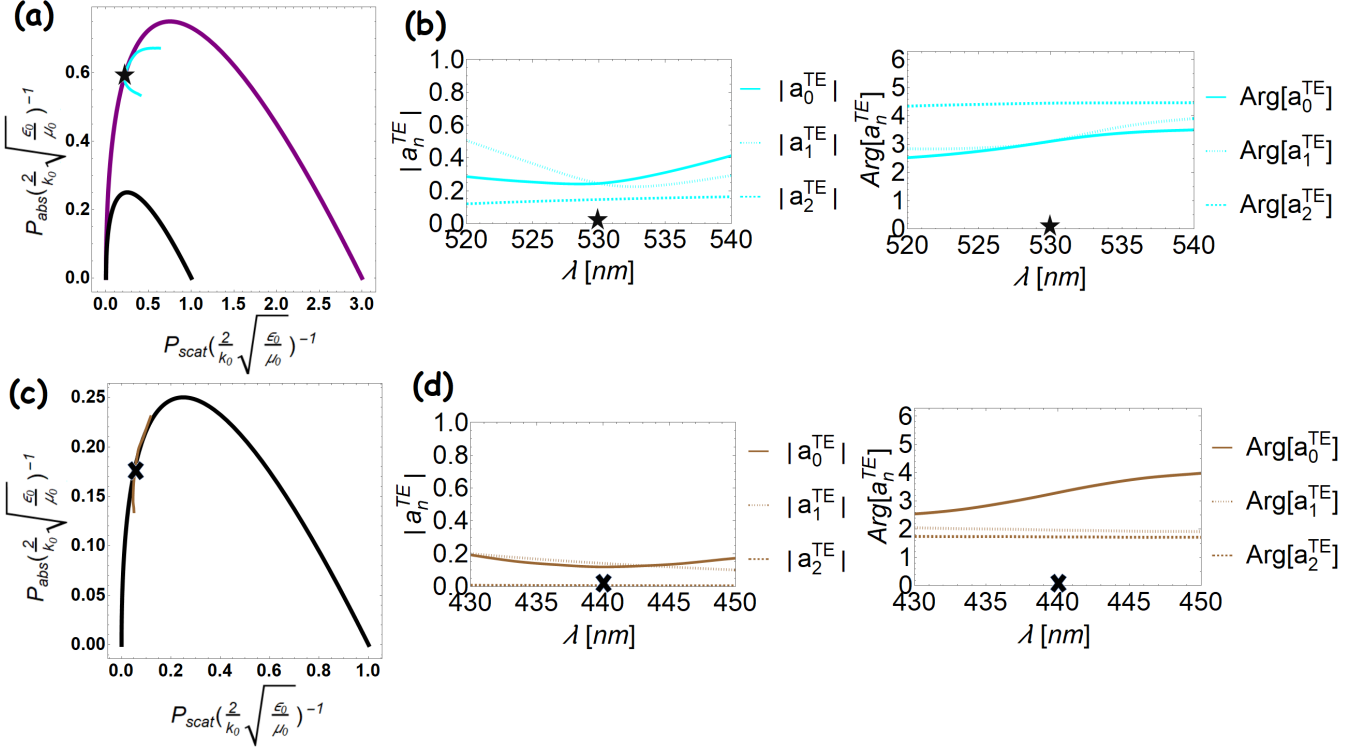 (a)
P_abs(2/k_0 √(ϵ_0/μ_0))^-1
0.6
0.4
0.2
0.0
0.0 0.5 1.0 1.5 2.0 2.5 3.0
P_scat(2/k_0 √(ϵ_0/μ_0))^-1
(b)
|a_n^TE|
1.0
0.8
0.6
0.4
0.2
0.0
520 525 530 535 540
λ [nm]
|a_0^TE|
|a_1^TE|
|a_2^TE|
Arg[a_n^TE]
6
5
4
3
2
1
0
520 525 530 535 540
λ [nm]
Arg[a_0^TE]
Arg[a_1^TE]
Arg[a_2^TE]
(c)
P_abs(2/k_0 √(ϵ_0/μ_0))^-1
0.25
0.20
0.15
0.10
0.05
0.00
0.0 0.2 0.4 0.6 0.8 1.0
P_scat(2/k_0 √(ϵ_0/μ_0))^-1
(d)
|a_n^TE|
1.0
0.8
0.6
0.4
0.2
0.0
430 435 440 445 450
λ [nm]
|a_0^TE|
|a_1^TE|
|a_2^TE|
Arg[a_n^TE]
6
5
4
3
2
1
0
430 435 440 445 450
λ [nm]
Arg[a_0^TE]
Arg[a_1^TE]
Arg[a_2^TE]